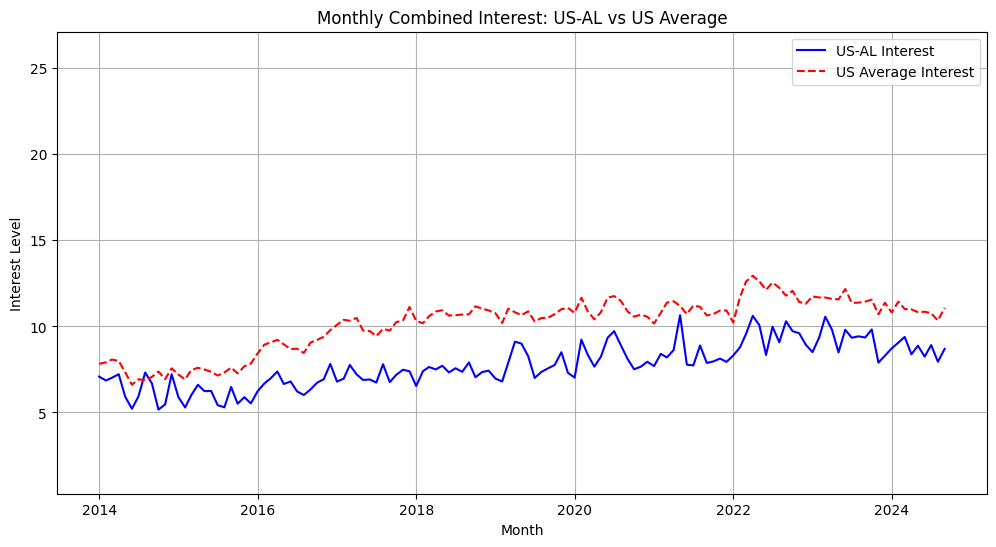 Monthly Combined Interest: US-AL vs US Average
US-AL Interest
US Average Interest
25
20
15
10
5
Interest Level
2014 2016 2018 2020 2022 2024
Month